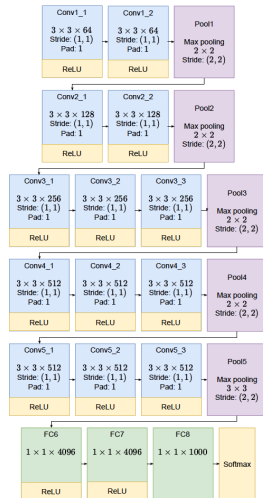 Conv1_1
3 × 3 × 64
Stride: (1, 1)
Pad: 1
ReLU
Conv1_2
3 × 3 × 64
Stride: (1, 1)
Pad: 1
ReLU
Pool1
Max pooling
2 × 2
Stride: (2, 2)
Conv2_1
3 × 3 × 128
Stride: (1, 1)
Pad: 1
ReLU
Conv2_2
3 × 3 × 128
Stride: (1, 1)
Pad: 1
ReLU
Pool2
Max pooling
2 × 2
Stride: (2, 2)
Conv3_1
3 × 3 × 256
Stride: (1, 1)
Pad: 1
ReLU
Conv3_2
3 × 3 × 256
Stride: (1, 1)
Pad: 1
ReLU
Conv3_3
3 × 3 × 256
Stride: (1, 1)
Pad: 1
ReLU
Pool3
Max pooling
2 × 2
Stride: (2, 2)
Conv4_1
3 × 3 × 512
Stride: (1, 1)
Pad: 1
ReLU
Conv4_2
3 × 3 × 512
Stride: (1, 1)
Pad: 1
ReLU
Conv4_3
3 × 3 × 512
Stride: (1, 1)
Pad: 1
ReLU
Pool4
Max pooling
2 × 2
Stride: (2, 2)
Conv5_1
3 × 3 × 512
Stride: (1, 1)
Pad: 1
ReLU
Conv5_2
3 × 3 × 512
Stride: (1, 1)
Pad: 1
ReLU
Conv5_3
3 × 3 × 512
Stride: (1, 1)
Pad: 1
ReLU
Pool5
Max pooling
3 × 3
Stride: (2, 2)
FC6
1 × 1 × 4096
ReLU
FC7
1 × 1 × 4096
ReLU
FC8
1 × 1 × 1000
Softmax